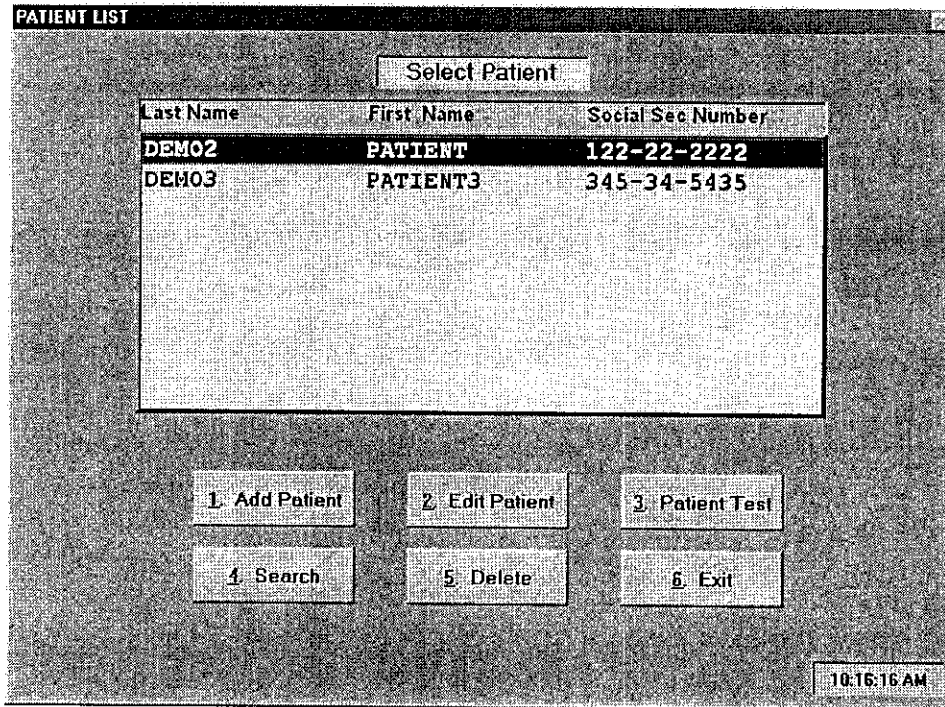 PATIENT LIST
Select Patient
Last Name First Name Social Sec Number
DEMO2 PATIENT 122-22-2222
DEMO3 PATIENT3 345-34-5435
1. Add Patient 2. Edit Patient 3. Patient Test
4. Search 5. Delete 6. Exit
10:16:16 AM